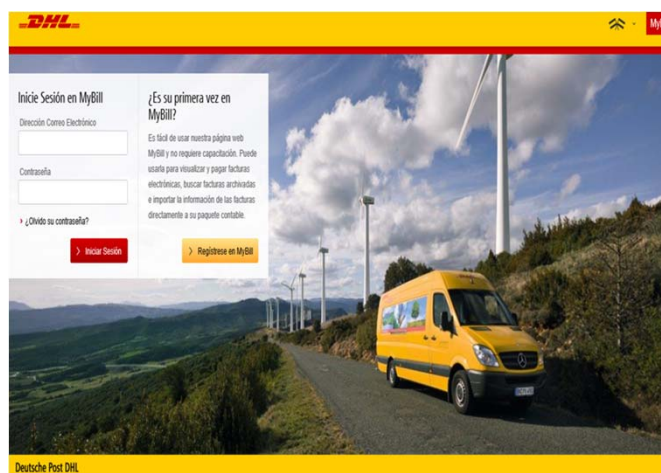 DHL
Inicie Sesión en MyBill
Dirección Correo Electrónico
Contraseña
¿Olvido su contraseña?
Iniciar Sesión
¿Es su primera vez en
MyBill?
Es fácil de usar nuestra página web
MyBill y no requiere capacitación. Puede
usarla para visualizar y pagar facturas
electrónicas, buscar facturas archivadas
e importar la información de las facturas
directamente a su paquete contable.
Regístrese en MyBill
Deutsche Post DHL